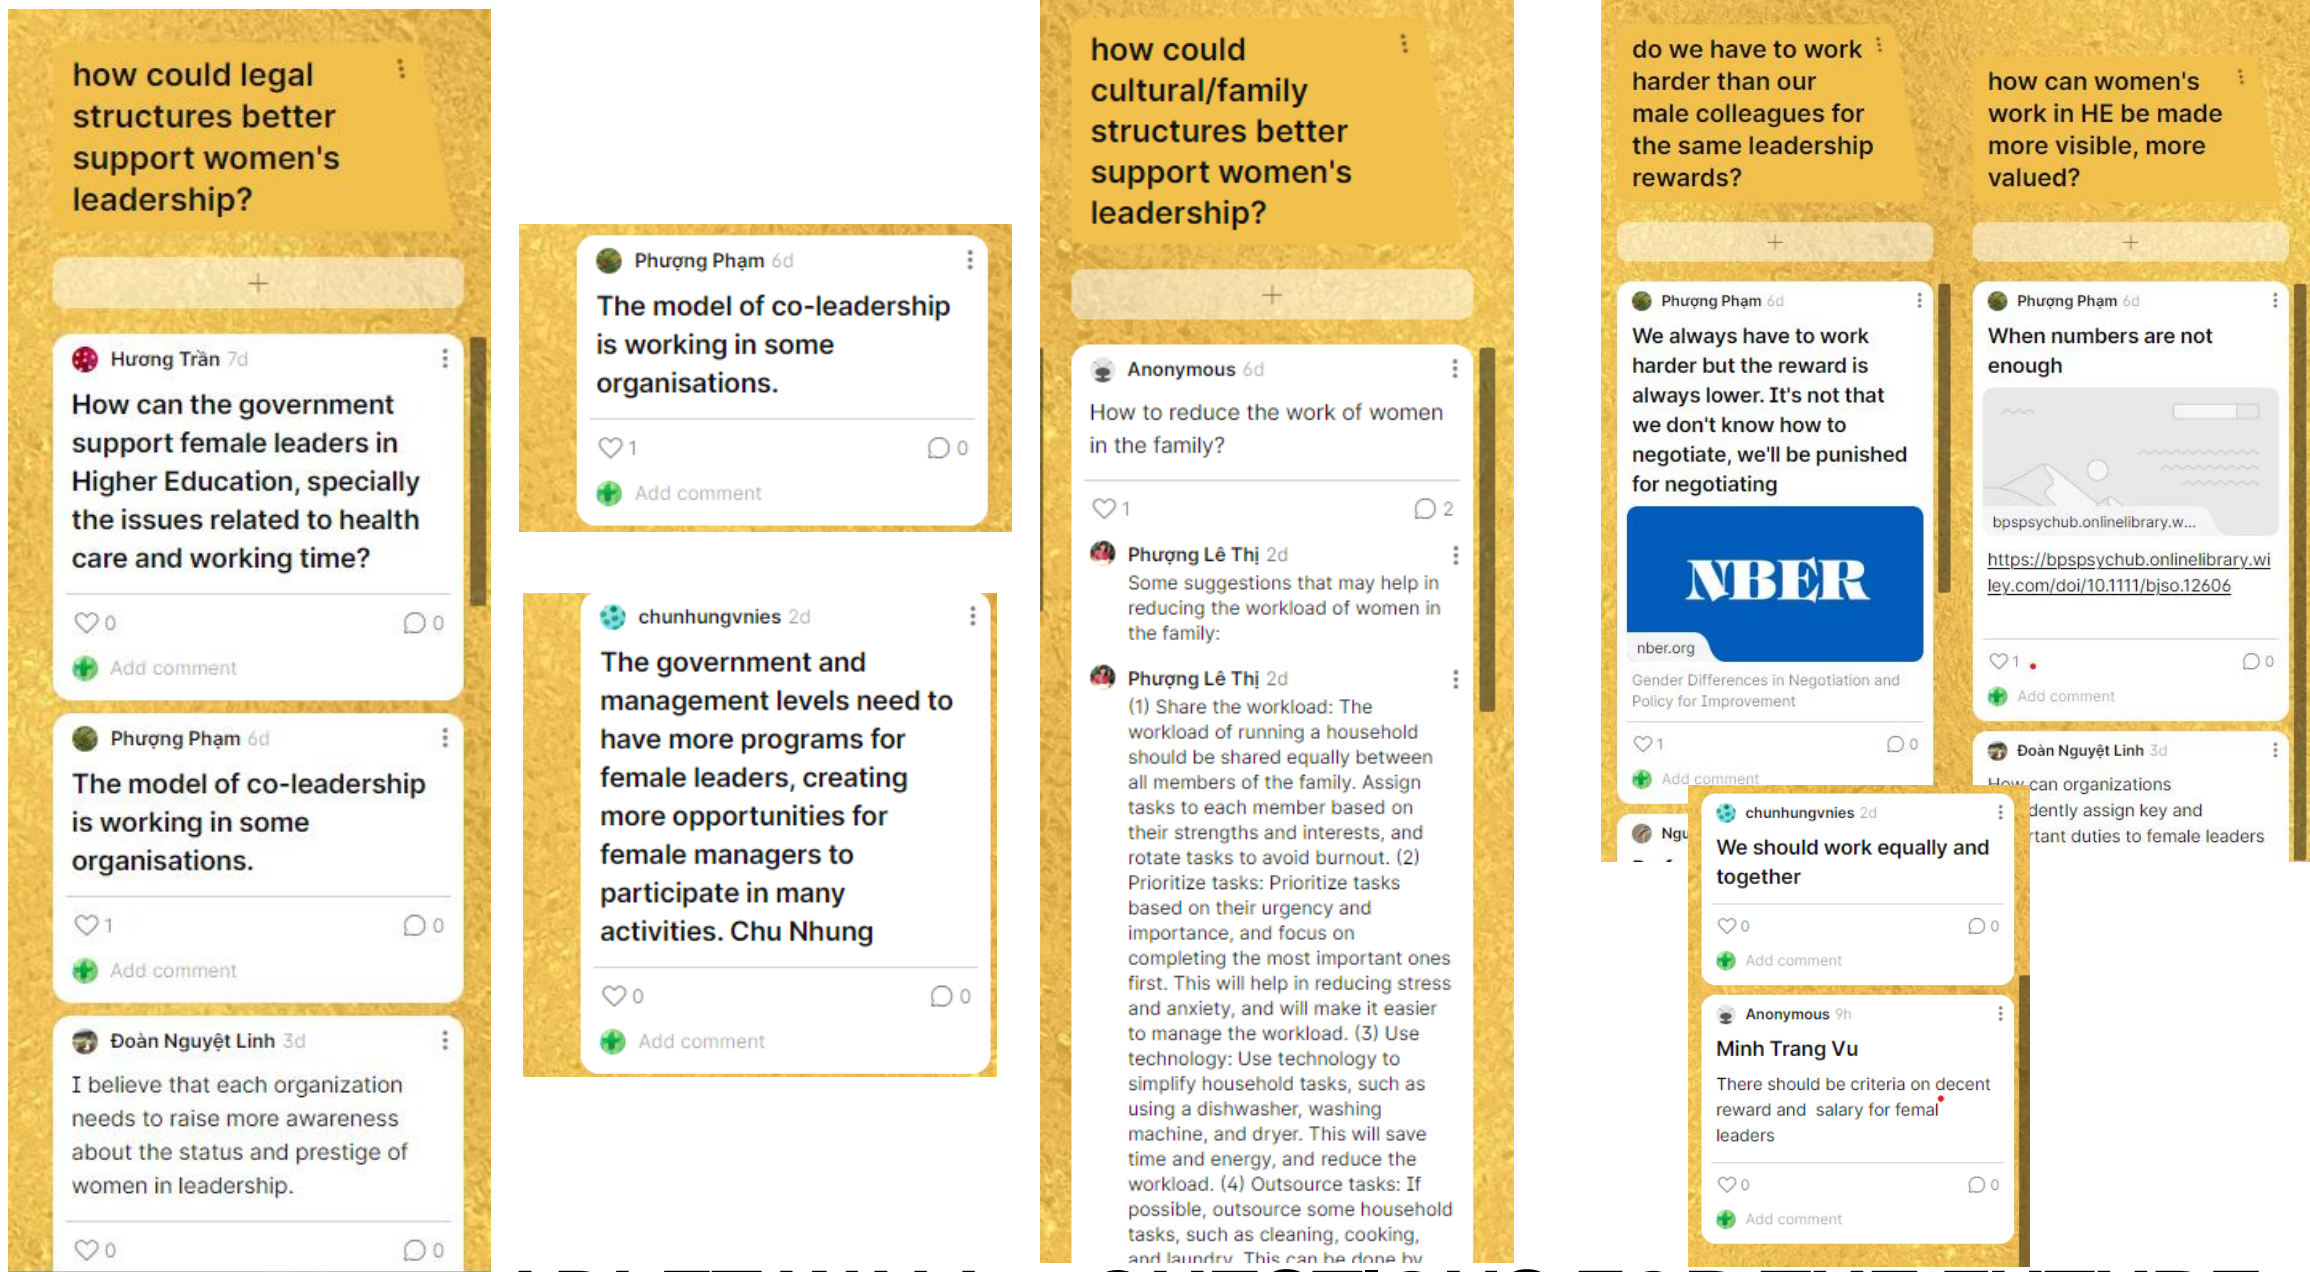 how could legal
structures better
support women's
leadership?
Hương Trần 7d
How can the government
support female leaders in
Higher Education, specially
the issues related to health
care and working time?
0
0
Add comment
Phượng Phạm 6d
The model of co-leadership
is working in some
organisations.
1
0
Add comment
Đoàn Nguyệt Linh 3d
I believe that each organization
needs to raise more awareness
about the status and prestige of
women in leadership.
0
0
Phượng Phạm 6d
The model of co-leadership
is working in some
organisations.
1
0
Add comment
chunhungvnies 2d
The government and
management levels need to
have more programs for
female leaders, creating
more opportunities for
female managers to
participate in many
activities. Chu Nhung
0
0
Add comment
how could
cultural/family
structures better
support women's
leadership?
Anonymous 6d
How to reduce the work of women
in the family?
1
2
Phượng Lê Thị 2d
Some suggestions that may help in
reducing the workload of women in
the family:
Phượng Lê Thị 2d
(1) Share the workload: The
workload of running a household
should be shared equally between
all members of the family. Assign
tasks to each member based on
their strengths and interests, and
rotate tasks to avoid burnout. (2)
Prioritize tasks: Prioritize tasks
based on their urgency and
importance, and focus on
completing the most important ones
first. This will help in reducing stress
and anxiety, and will make it easier
to manage the workload. (3) Use
technology: Use technology to
simplify household tasks, such as
using a dishwasher, washing
machine, and dryer. This will save
time and energy, and reduce the
workload. (4) Outsource tasks: If
possible, outsource some household
tasks, such as cleaning, cooking,
and laundry. This can be done by
do we have to work
harder than our
male colleagues for
the same leadership
rewards?
Phượng Phạm 6d
We always have to work
harder but the reward is
always lower. It's not that
we don't know how to
negotiate, we'll be punished
for negotiating
NBER
nber.org
Gender Differences in Negotiation and
Policy for Improvement
1
0
Add comment
Ngu
chunhungvnies 2d
We should work equally and
together
0
0
Add comment
Anonymous 9h
Minh Trang Vu
There should be criteria on decent
reward and salary for femal
leaders
0
0
Add comment
how can women's
work in HE be made
more visible, more
valued?
Phượng Phạm 6d
When numbers are not
enough
bpspsychub.onlinelibrary.w...
https://bpspsychub.onlinelibrary.wi
ley.com/doi/10.1111/bjso.12606
1
0
Add comment
Đoàn Nguyệt Linh 3d
How can organizations
dently assign key and
rtant duties to female leaders